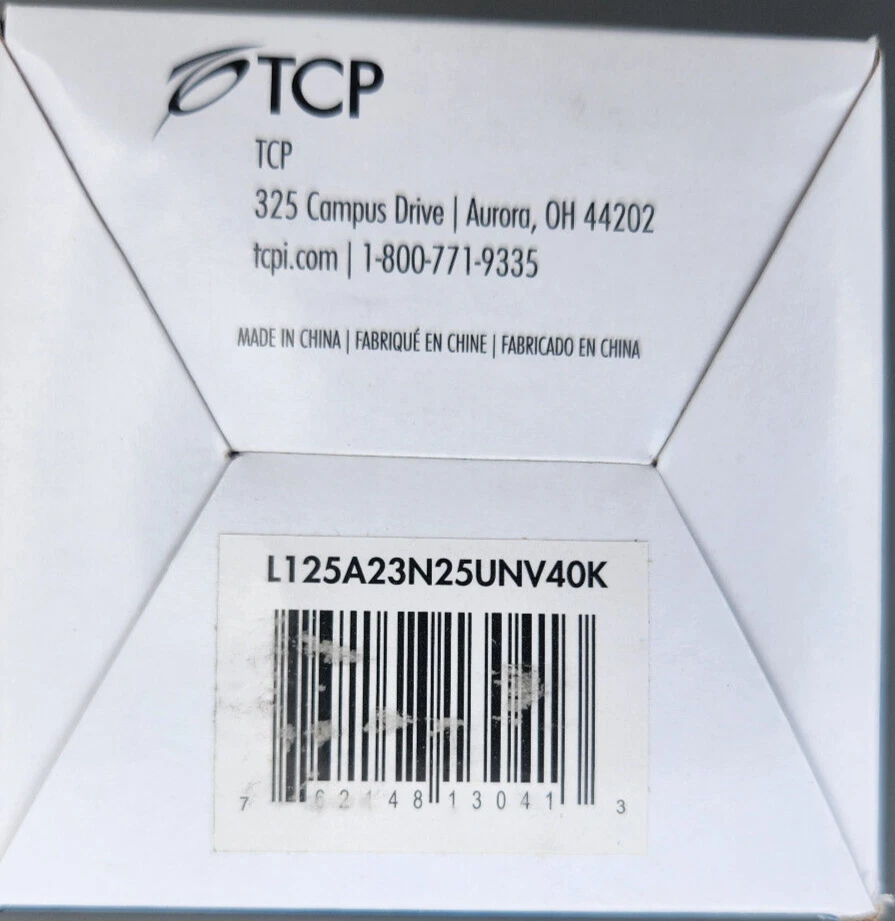 TCP
TCP
325 Campus Drive | Aurora, OH 44202
tcpi.com | 1-800-771-9335
MADE IN CHINA | FABRIQUÉ EN CHINE | FABRICADO EN CHINA
L125A23N25UNV40K
7 62148 13041 3